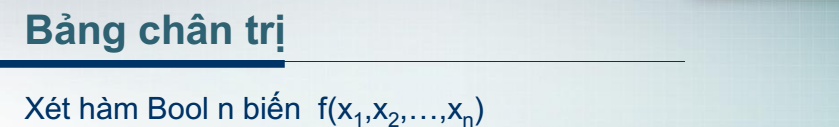 Bảng chân trị
Xét hàm Bool n biến f(x₁,x₂,…,xₙ)